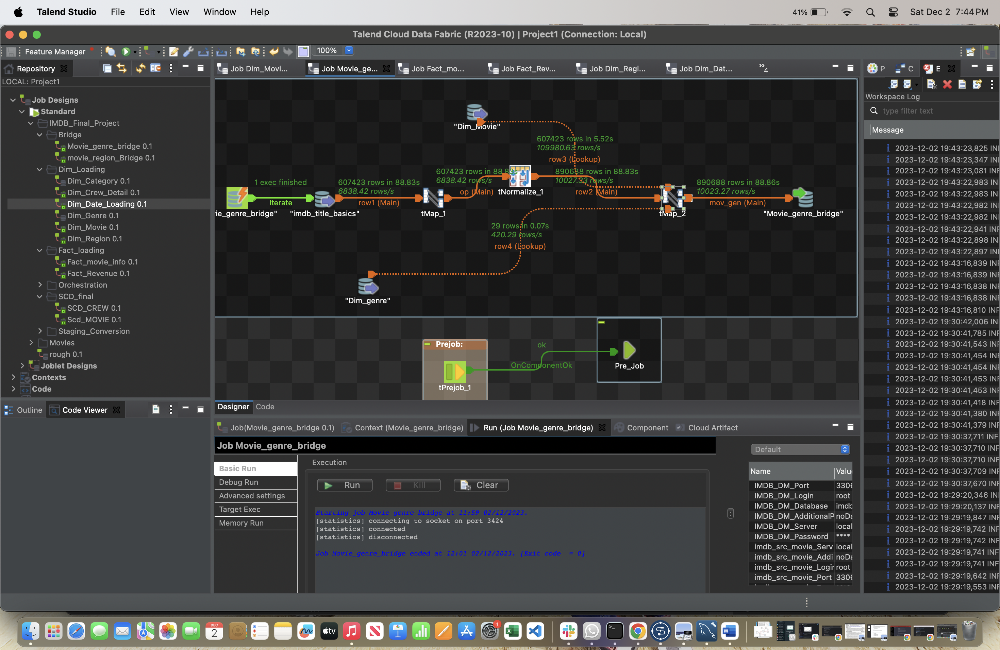 Talend Studio File Edit View Window Help 41% Sat Dec 2 7:44 PM
Talend Cloud Data Fabric (R2023-10) | Project1 (Connection: Local)
Feature Manager 100%
Repository
LOCAL: Project1
Job Designs
Standard
IMDB_Final_Project
Bridge
Movie_genre_bridge 0.1
movie_region_Bridge 0.1
Dim_Loading
Dim_Category 0.1
Dim_Crew_Detail 0.1
Dim_Date_Loading 0.1
Dim_Genre 0.1
Dim_Movie 0.1
Dim_Region 0.1
Fact_loading
Fact_movie_info 0.1
Fact_Revenue 0.1
Orchestration
SCD_final
SCD_CREW 0.1
Scd_MOVIE 0.1
Staging_Conversion
Movies
rough 0.1
Joblet Designs
Contexts
Code
Outline Code Viewer
Job Dim_Movi... Job Movie_ge... Job Fact_mo... Job Fact_Rev... Job Dim_Regi... Job Dim_Dat... »4
"Dim_Movie"
607423 rows in 5.52s
109980.63 rows/s
row3 (Lookup)
1 exec finished
Iterate
ie_genre_bridge"
"imdb_title_basics"
607423 rows in 88.83s
6838.42 rows/s
row1 (Main)
tMap_1
607423 rows in 88.83s
6838.42 rows/s
op (Main)
tNormalize_1
890688 rows in 88.83s
10027.33 rows/s
row2 (Main)
tMap_2
890688 rows in 88.86s
10023.27 rows/s
mov_gen (Main)
"Movie_genre_bridge"
29 rows in 0.07s
420.29 rows/s
row4 (Lookup)
"Dim_genre"
Prejob:
tPrejob_1
ok
OnComponentOk
Pre_Job
Designer Code
Job(Movie_genre_bridge 0.1) Context (Movie_genre_bridge) Run (Job Movie_genre_bridge) Component Cloud Artifact
Job Movie_genre_bridge
Basic Run
Debug Run
Advanced settings
Target Exec
Memory Run
Execution
Run Kill Clear
Starting job Movie_genre_bridge at 11:59 02/12/2023.
[statistics] connecting to socket on port 3424
[statistics] connected
[statistics] disconnected
Job Movie_genre_bridge ended at 12:01 02/12/2023. [Exit code = 0]
Default
Name Valu
IMDB_DM_Port 3306
IMDB_DM_Login root
IMDB_DM_Database imdb
IMDB_DM_AdditionalP noDa
IMDB_DM_Server local
IMDB_DM_Password ****
imdb_src_movie_Serv local
imdb_src_movie_Addi noDa
imdb_src_movie_Login root
imdb_src_movie_Port 3306
P C E
Workspace Log
type filter text
Message
2023-12-02 19:43:23,825 INF
2023-12-02 19:43:23,347 INF
2023-12-02 19:43:23,081 INF
2023-12-02 19:43:22,983 INF
2023-12-02 19:43:22,983 INF
2023-12-02 19:43:22,982 INF
2023-12-02 19:43:22,982 INF
2023-12-02 19:43:22,941 INF
2023-12-02 19:43:22,898 INF
2023-12-02 19:43:22,897 INF
2023-12-02 19:43:16,839 INF
2023-12-02 19:43:16,839 INF
2023-12-02 19:43:16,838 INF
2023-12-02 19:43:16,838 INF
2023-12-02 19:43:16,810 INF
2023-12-02 19:30:42,006 INF
2023-12-02 19:30:41,785 INF
2023-12-02 19:30:41,543 INF
2023-12-02 19:30:41,454 INF
2023-12-02 19:30:41,454 INF
2023-12-02 19:30:41,453 INF
2023-12-02 19:30:41,453 INF
2023-12-02 19:30:41,418 INF
2023-12-02 19:30:41,380 INF
2023-12-02 19:30:41,379 INF
2023-12-02 19:30:37,711 INF
2023-12-02 19:30:37,710 INF
2023-12-02 19:30:37,710 INF
2023-12-02 19:30:37,709 INF
2023-12-02 19:30:37,670 INF
2023-12-02 19:29:20,346 INF
2023-12-02 19:29:20,137 INF
2023-12-02 19:29:19,847 INF
2023-12-02 19:29:19,742 INF
2023-12-02 19:29:19,742 INF
2023-12-02 19:29:19,741 INF
2023-12-02 19:29:19,741 INF
2023-12-02 19:29:19,642 INF
2023-12-02 19:29:19,553 INF
DEC
2
tv
1